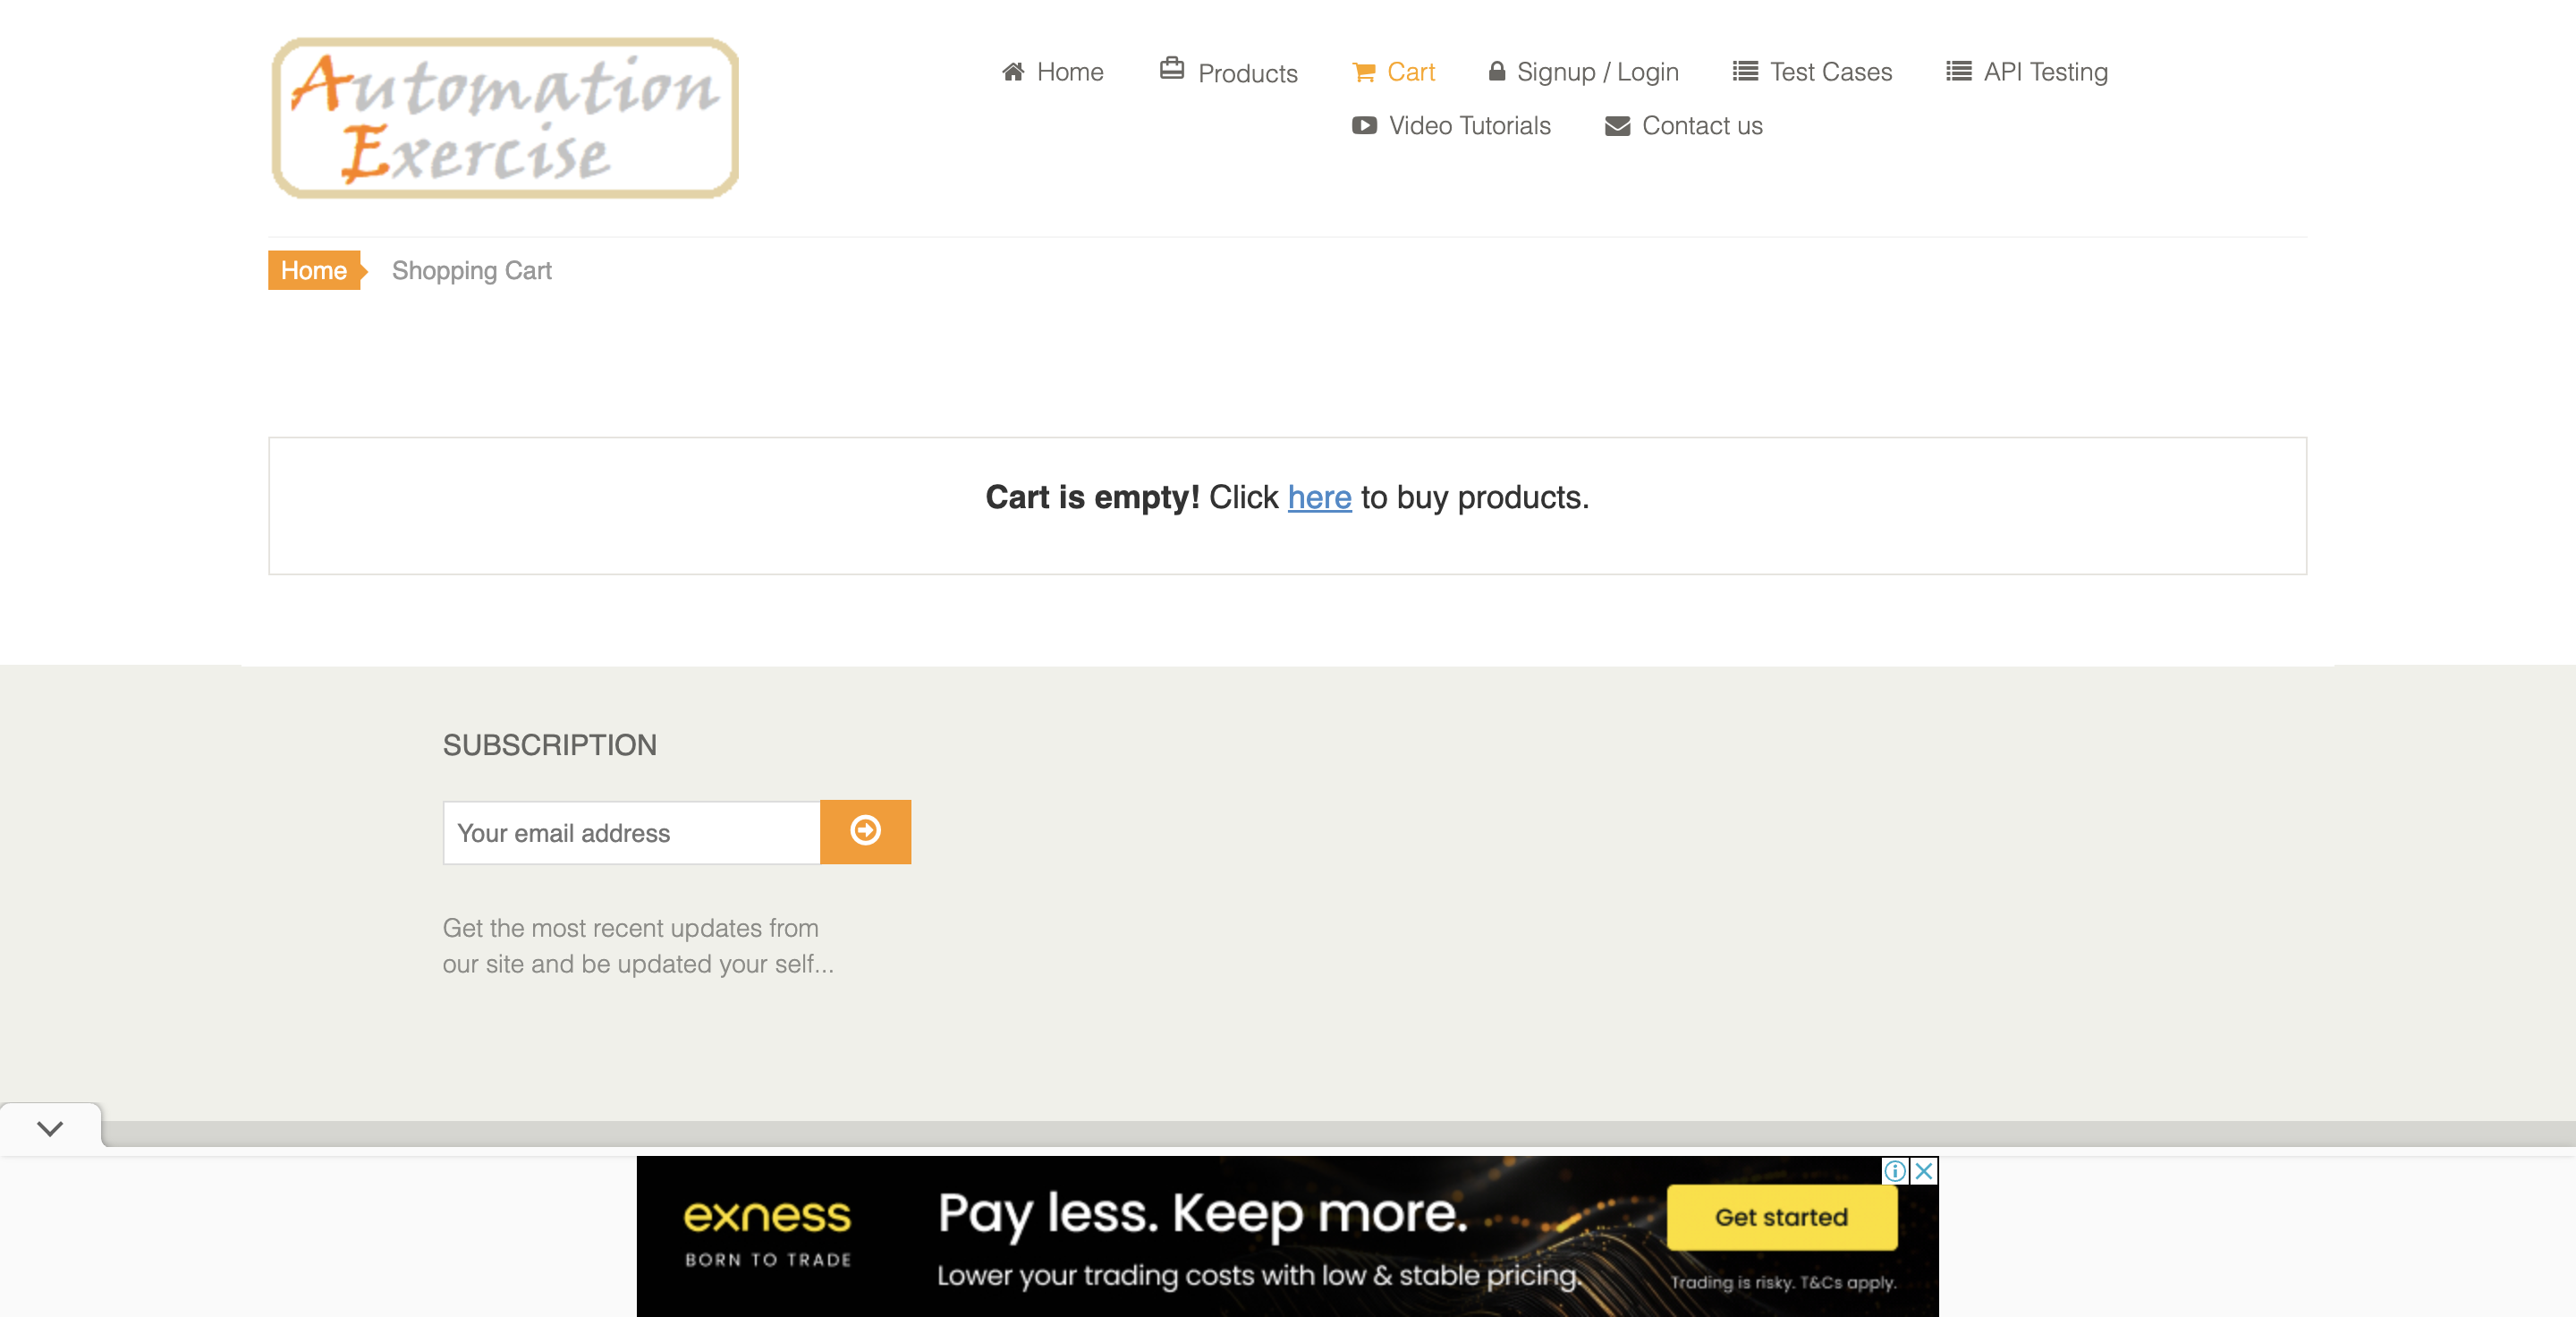 Automation
Exercise
Home Products Cart Signup / Login Test Cases API Testing
Video Tutorials Contact us
Home Shopping Cart
Cart is empty! Click here to buy products.
SUBSCRIPTION
Your email address
Get the most recent updates from
our site and be updated your self...
exness
BORN TO TRADE
Pay less. Keep more.
Lower your trading costs with low & stable pricing.
Get started
Trading is risky. T&Cs apply.